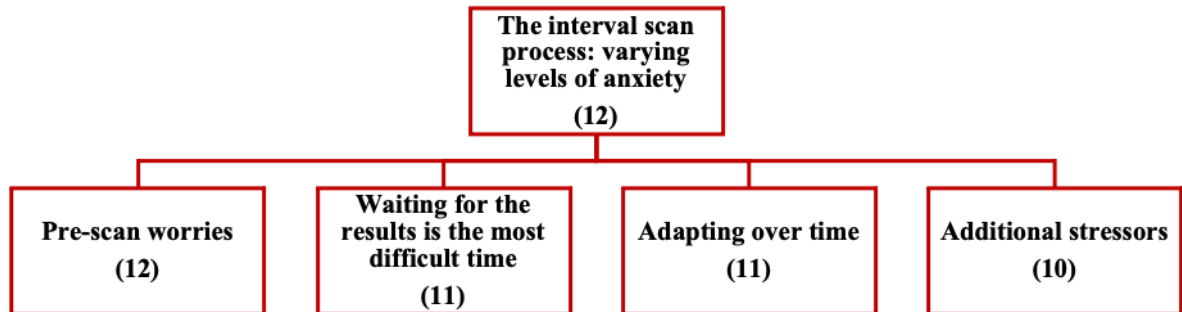 The interval scan
process: varying
levels of anxiety
(12)
Pre-scan worries
(12)
Waiting for the
results is the most
difficult time
(11)
Adapting over time
(11)
Additional stressors
(10)